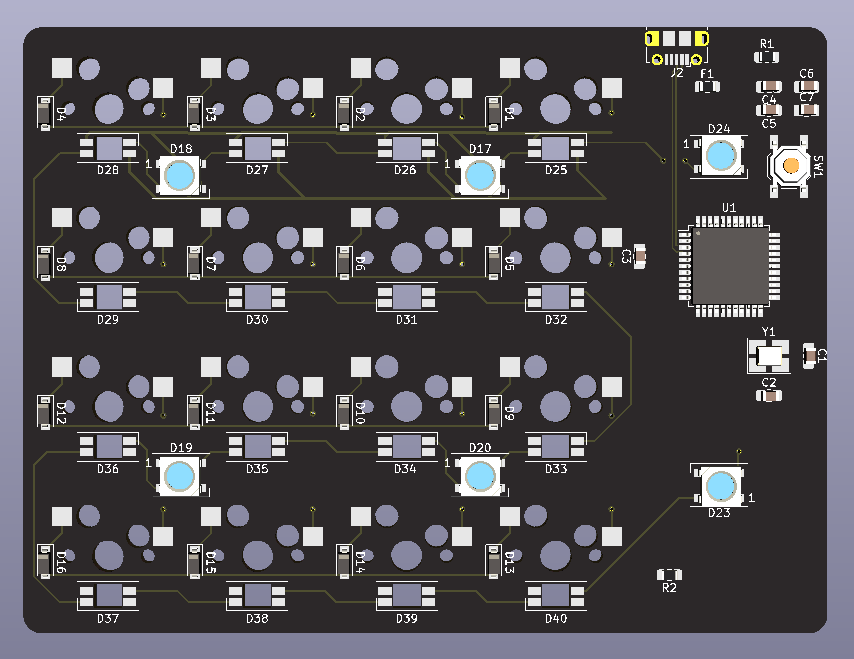 J2
R1
F1
C6
C4
C7
C5
D4
D3
D2
D1
D18
D17
D24
1
1
1
SW1
D28
D27
D26
D25
U1
D8
D7
D6
D5
C3
D29
D30
D31
D32
Y1
C1
C2
D12
D11
D10
D9
D19
D20
1
1
D36
D35
D34
D33
1
D23
D16
D15
D14
D13
R2
D37
D38
D39
D40